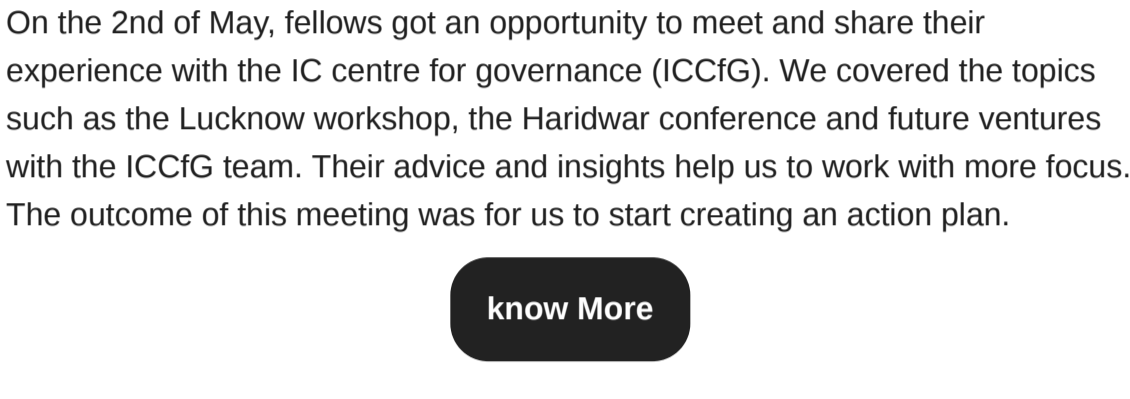 On the 2nd of May, fellows got an opportunity to meet and share their
experience with the IC centre for governance (ICCfG). We covered the topics
such as the Lucknow workshop, the Haridwar conference and future ventures
with the ICCfG team. Their advice and insights help us to work with more focus.
The outcome of this meeting was for us to start creating an action plan.
know More